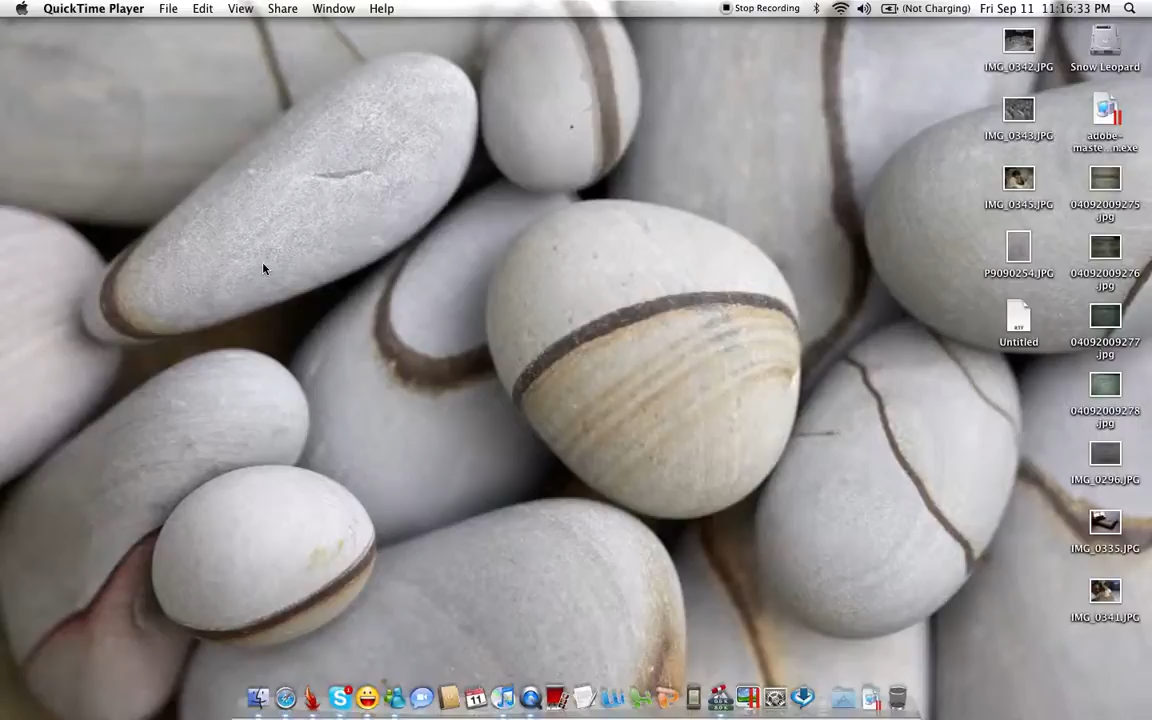 QuickTime Player File Edit View Share Window Help Stop Recording (Not Charging) Fri Sep 11 11:16:33 PM
IMG_0342.JPG
Snow Leopard
IMG_0343.JPG
adobe-
maste...n.exe
IMG_0345.JPG
04092009275
.jpg
P9090254.JPG
04092009276
.jpg
RTF
Untitled
04092009277
.jpg
04092009278
.jpg
IMG_0296.JPG
IMG_0335.JPG
IMG_0341.JPG
11